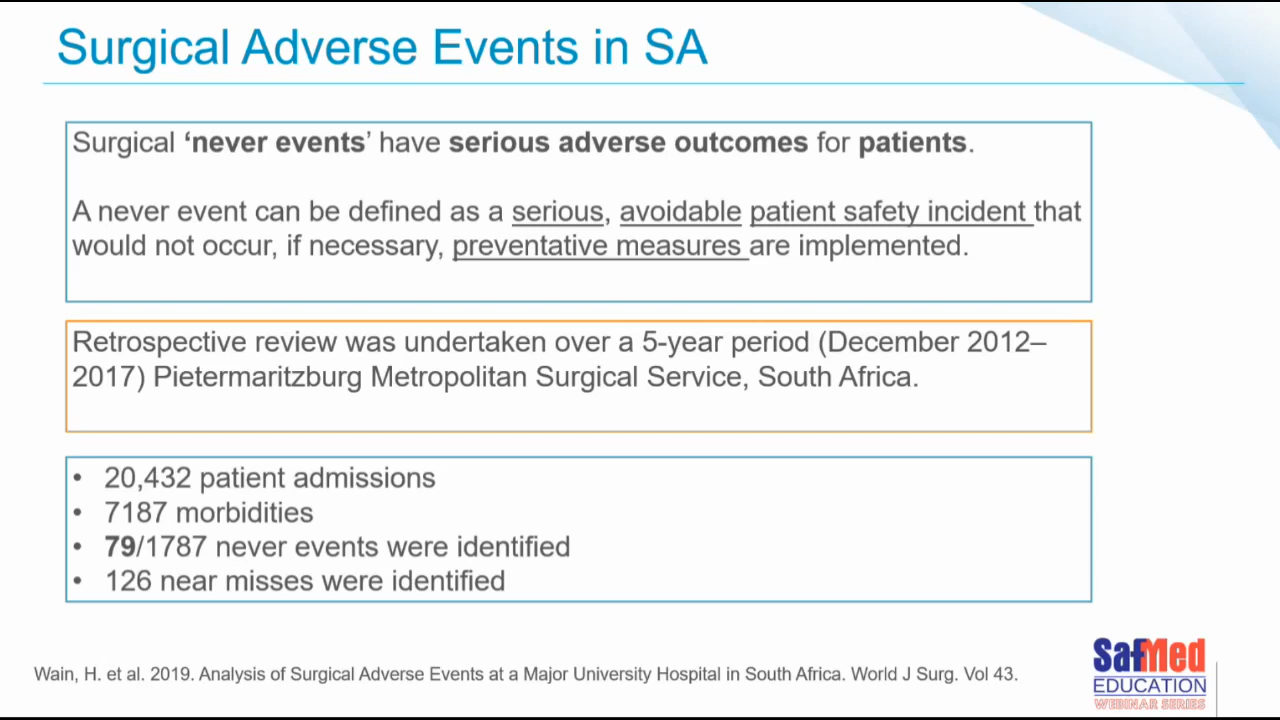 Surgical Adverse Events in SA
Surgical ‘never events’ have serious adverse outcomes for patients.
A never event can be defined as a serious, avoidable patient safety incident that
would not occur, if necessary, preventative measures are implemented.
Retrospective review was undertaken over a 5-year period (December 2012–
2017) Pietermaritzburg Metropolitan Surgical Service, South Africa.
• 20,432 patient admissions
• 7187 morbidities
• 79/1787 never events were identified
• 126 near misses were identified
Wain, H. et al. 2019. Analysis of Surgical Adverse Events at a Major University Hospital in South Africa. World J Surg. Vol 43.
SafMed
EDUCATION
WEBINAR SERIES